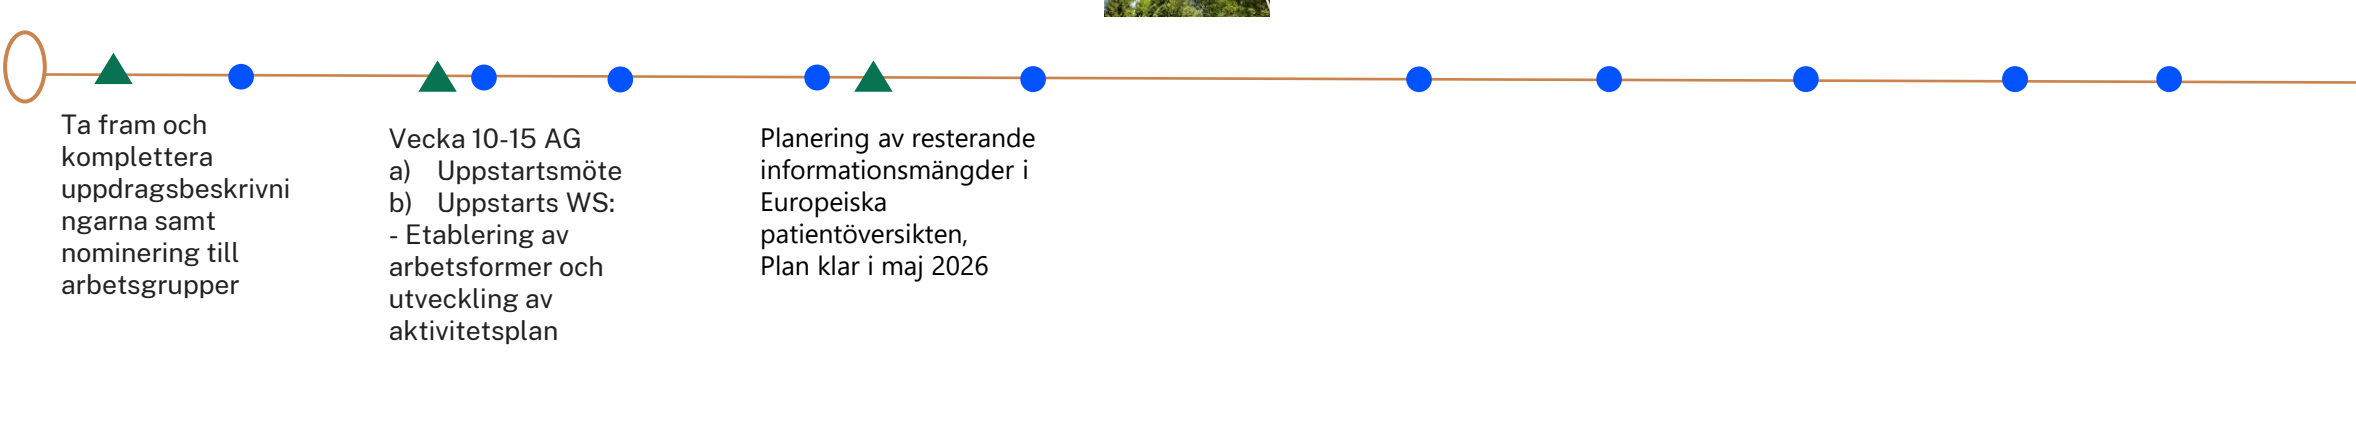 Ta fram och
komplettera
uppdragsbeskrivni
ngarna samt
nominering till
arbetsgrupper
Vecka 10-15 AG
a) Uppstartsmöte
b) Uppstarts WS:
- Etablering av
arbetsformer och
utveckling av
aktivitetsplan
Planering av resterande
informationsmängder i
Europeiska
patientöversikten,
Plan klar i maj 2026